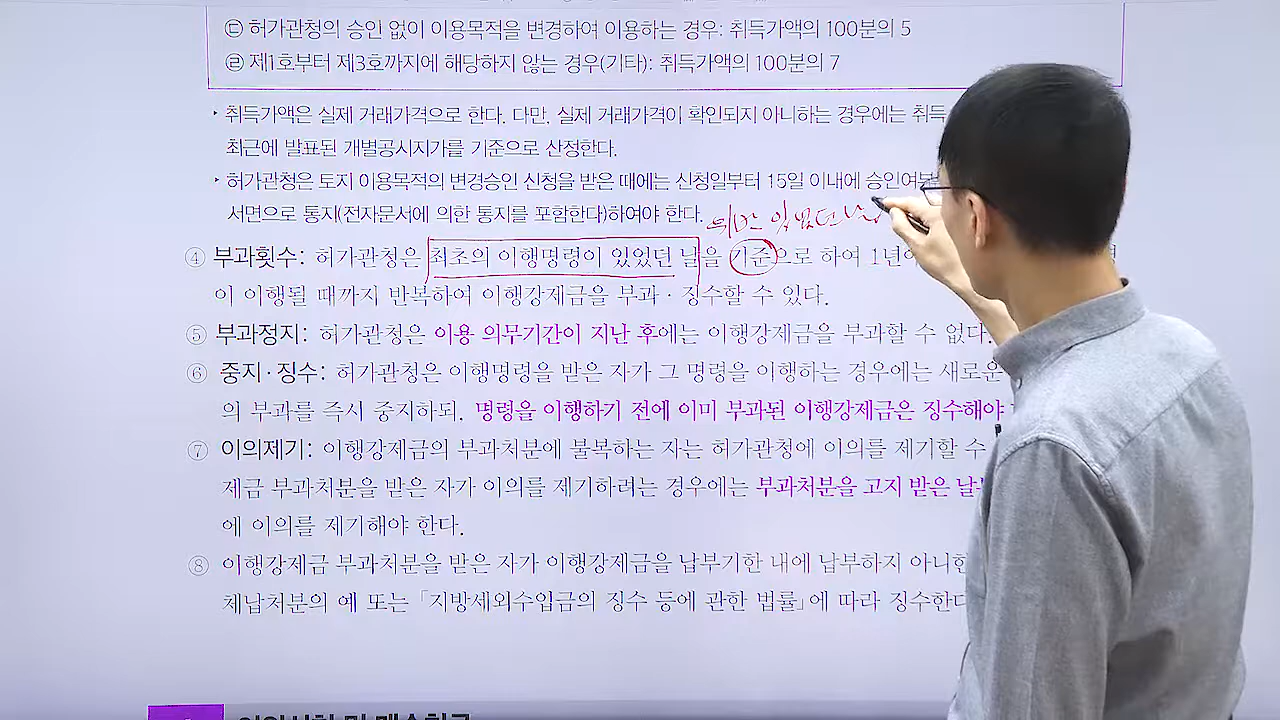 ㉢ 허가관청의 승인 없이 이용목적을 변경하여 이용하는 경우: 취득가액의 100분의 5
㉣ 제1호부터 제3호까지에 해당하지 않는 경우(기타): 취득가액의 100분의 7
‣ 취득가액은 실제 거래가격으로 한다. 다만, 실제 거래가격이 확인되지 아니하는 경우에는 취득
최근에 발표된 개별공시지가를 기준으로 산정한다.
‣ 허가관청은 토지 이용목적의 변경승인 신청을 받은 때에는 신청일부터 15일 이내에
서면으로 통지(전자문서에 의한 통지를 포함한다)하여야 한다.
위반 있었던
④ 부과횟수: 허가관청은 최초의 이행명령이 있었던 날을 기준으로 하여
이 이행될 때까지 반복하여 이행강제금을 부과·징수할 수 있다.
⑤ 부과정지: 허가관청은 이용 의무기간이 지난 후에는 이행강제금을 부과할 수 없다.
⑥ 중지·징수: 허가관청은 이행명령을 받은 자가 그 명령을 이행하는 경우에는 새로운
의 부과를 즉시 중지하되, 명령을 이행하기 전에 이미 부과된 이행강제금은 징수해야
⑦ 이의제기: 이행강제금의 부과처분에 불복하는 자는 허가관청에 이의를 제기할 수
제금 부과처분을 받은 자가 이의를 제기하려는 경우에는 부과처분을 고지 받은
에 이의를 제기해야 한다.
⑧ 이행강제금 부과처분을 받은 자가 이행강제금을 납부기한 내에 납부하지 아니한
체납처분의 예 또는 「지방세외수입금의 징수 등에 관한 법률」에 따라 징수한다